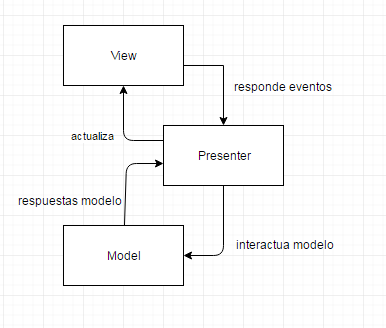 View
responde eventos
actualiza
Presenter
respuestas modelo
interactua modelo
Model